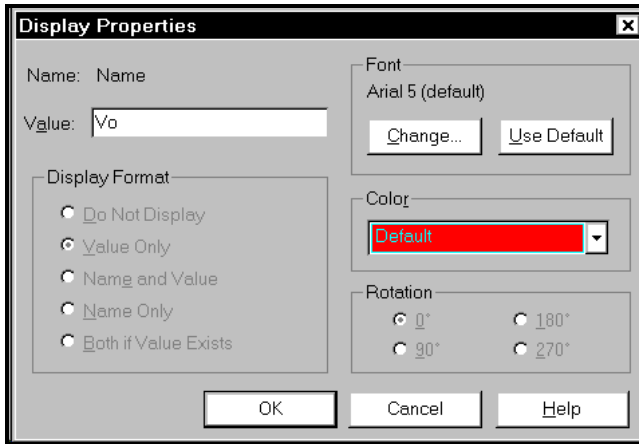 Display Properties
Name: Name
Value: Vo
Display Format
Do Not Display
Value Only
Name and Value
Name Only
Both if Value Exists
Font
Arial 5 (default)
Change... Use Default
Color
Default
Rotation
0° 180°
90° 270°
OK Cancel Help